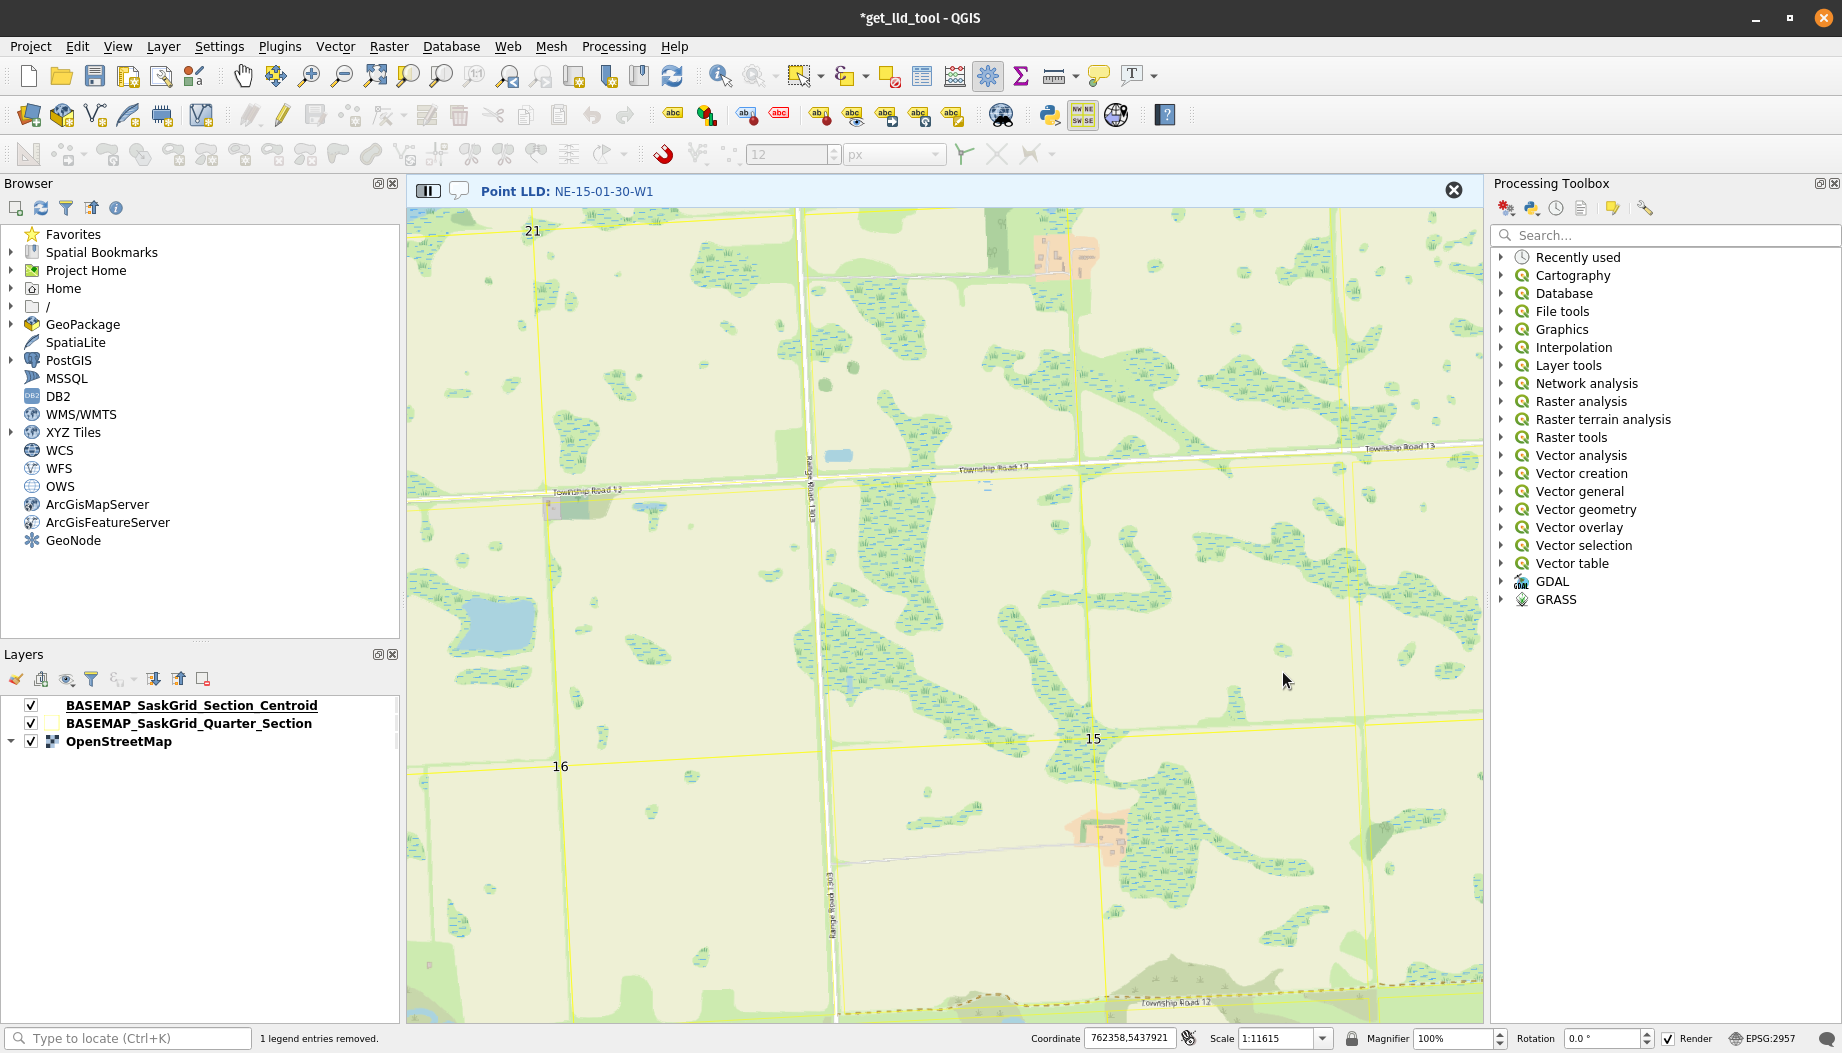 *get_lld_tool - QGIS
Project Edit View Layer Settings Plugins Vector Raster Database Web Mesh Processing Help
12 px
Browser
Favorites
Spatial Bookmarks
Project Home
Home
/
GeoPackage
SpatiaLite
PostGIS
MSSQL
DB2
WMS/WMTS
XYZ Tiles
WCS
WFS
OWS
ArcGisMapServer
ArcGisFeatureServer
GeoNode
Layers
BASEMAP_SaskGrid_Section_Centroid
BASEMAP_SaskGrid_Quarter_Section
OpenStreetMap
Point LLD: NE-15-01-30-W1
21
Township Road 13
Township Road 13
Township Road 13
Range Road 1303
15
16
Range Road 1303
Township Road 12
Processing Toolbox
Search...
Recently used
Cartography
Database
File tools
Graphics
Interpolation
Layer tools
Network analysis
Raster analysis
Raster terrain analysis
Raster tools
Vector analysis
Vector creation
Vector general
Vector geometry
Vector overlay
Vector selection
Vector table
GDAL
GRASS
Type to locate (Ctrl+K) 1 legend entries removed. Coordinate 762358,5437921 Scale 1:11615 Magnifier 100% Rotation 0.0 ° Render EPSG:2957